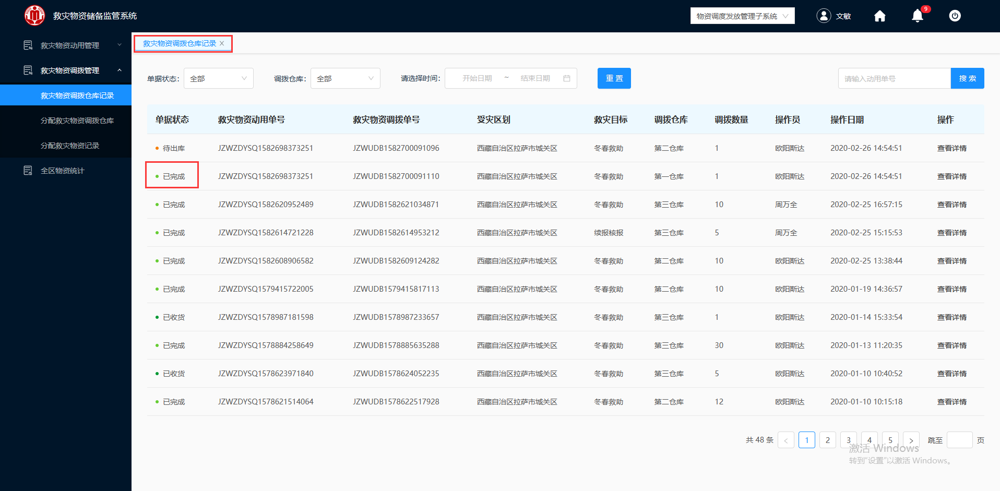 救灾物资储备监管系统
物资调度发放管理子系统
文敏
9
救灾物资动用管理
救灾物资调拨管理
救灾物资调拨仓库记录
分配救灾物资调拨仓库
分配救灾物资记录
全区物资统计
救灾物资调拨仓库记录 ×
单据状态： 全部 调拨仓库： 全部 请选择时间： 开始日期 ~ 结束日期 重 置 请输入动用单号 搜 索
单据状态 救灾物资动用单号 救灾物资调拨单号 受灾区划 救灾目标 调拨仓库 调拨数量 操作员 操作日期 操作
待出库 JZWZDYSQ1582698373251 JZWUDB1582700091096 西藏自治区拉萨市城关区 冬春救助 第二仓库 1 欧阳斯达 2020-02-26 14:54:51 查看详情
已完成 JZWZDYSQ1582698373251 JZWUDB1582700091110 西藏自治区拉萨市城关区 冬春救助 第一仓库 1 欧阳斯达 2020-02-26 14:54:51 查看详情
已完成 JZWZDYSQ1582620952489 JZWUDB1582621034871 西藏自治区拉萨市城关区 冬春救助 第三仓库 10 周万全 2020-02-25 16:57:15 查看详情
已完成 JZWZDYSQ1582614721228 JZWUDB1582614953212 西藏自治区拉萨市城关区 续报核报 第三仓库 5 周万全 2020-02-25 15:15:53 查看详情
已完成 JZWZDYSQ1582608906582 JZWUDB1582609124282 西藏自治区拉萨市城关区 冬春救助 第二仓库 10 欧阳斯达 2020-02-25 13:38:44 查看详情
已完成 JZWZDYSQ1579415722005 JZWUDB1579415817113 西藏自治区拉萨市城关区 冬春救助 第二仓库 10 欧阳斯达 2020-01-19 14:36:57 查看详情
已收货 JZWZDYSQ1578987181598 JZWUDB1578987233657 西藏自治区拉萨市城关区 冬春救助 第三仓库 1 欧阳斯达 2020-01-14 15:33:54 查看详情
已完成 JZWZDYSQ1578884258649 JZWUDB1578885635288 西藏自治区拉萨市城关区 冬春救助 第三仓库 30 欧阳斯达 2020-01-13 11:20:35 查看详情
已收货 JZWZDYSQ1578623971840 JZWUDB1578624052235 西藏自治区拉萨市城关区 冬春救助 第三仓库 5 欧阳斯达 2020-01-10 10:40:52 查看详情
已完成 JZWZDYSQ1578621514064 JZWUDB1578622517928 西藏自治区拉萨市城关区 冬春救助 第二仓库 12 欧阳斯达 2020-01-10 10:15:18 查看详情
共 48 条 < 1 2 3 4 5 > 跳至 页
激活 Windows
转到“设置”以激活 Windows。